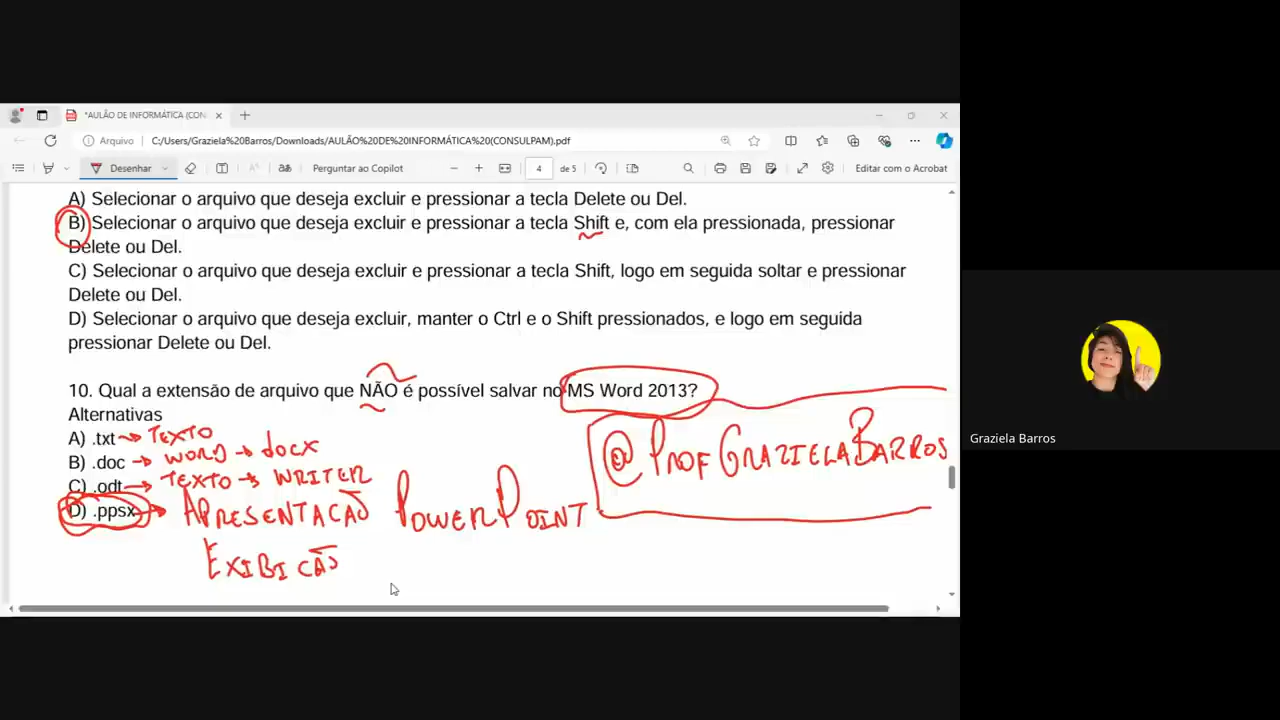 *AULÃO DE INFORMÁTICA (CON
Arquivo C:/Users/Graziela%20Barros/Downloads/AULÃO%20DE%20INFORMÁTICA%20(CONSULPAM).pdf
Desenhar Perguntar ao Copilot 4 de 5 Editar com o Acrobat
A) Selecionar o arquivo que deseja excluir e pressionar a tecla Delete ou Del.
B) Selecionar o arquivo que deseja excluir e pressionar a tecla Shift e, com ela pressionada, pressionar
Delete ou Del.
C) Selecionar o arquivo que deseja excluir e pressionar a tecla Shift, logo em seguida soltar e pressionar
Delete ou Del.
D) Selecionar o arquivo que deseja excluir, manter o Ctrl e o Shift pressionados, e logo em seguida
pressionar Delete ou Del.
10. Qual a extensão de arquivo que NÃO é possível salvar no MS Word 2013?
Alternativas
A) .txt → TEXTO
B) .doc → WORD → docx
C) .odt → TEXTO → WRITER
D) .ppsx → APRESENTAÇÃO POWERPOINT
EXIBIÇÃO
@PROFGRAZIELABARROS
Graziela Barros